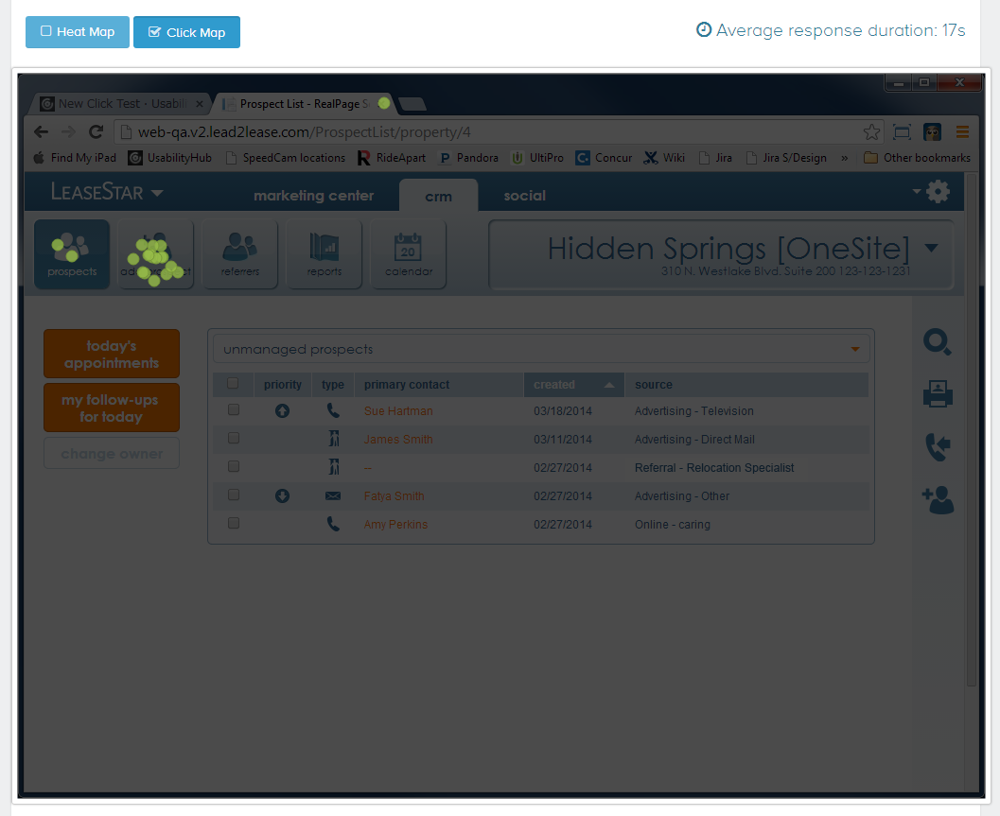 Heat Map
Click Map
Average response duration: 17s
New Click Test - Usabili
Prospect List - RealPage S
web-qa.v2.lead2lease.com/ProspectList/property/4
Find My iPad
UsabilityHub
SpeedCam locations
RideApart
Pandora
UltiPro
Concur
Wiki
Jira
Jira S/Design
»
Other bookmarks
LEASESTAR
marketing center
crm
social
prospects
referrers
reports
20
calendar
Hidden Springs [OneSite]
310 N. Westlake Blvd. Suite 200 123-123-1231
today's
appointments
my follow-ups
for today
change owner
unmanaged prospects
priority type primary contact created source
Sue Hartman 03/18/2014 Advertising - Television
James Smith 03/11/2014 Advertising - Direct Mail
-- 02/27/2014 Referral - Relocation Specialist
Fatya Smith 02/27/2014 Advertising - Other
Amy Perkins 02/27/2014 Online - caring